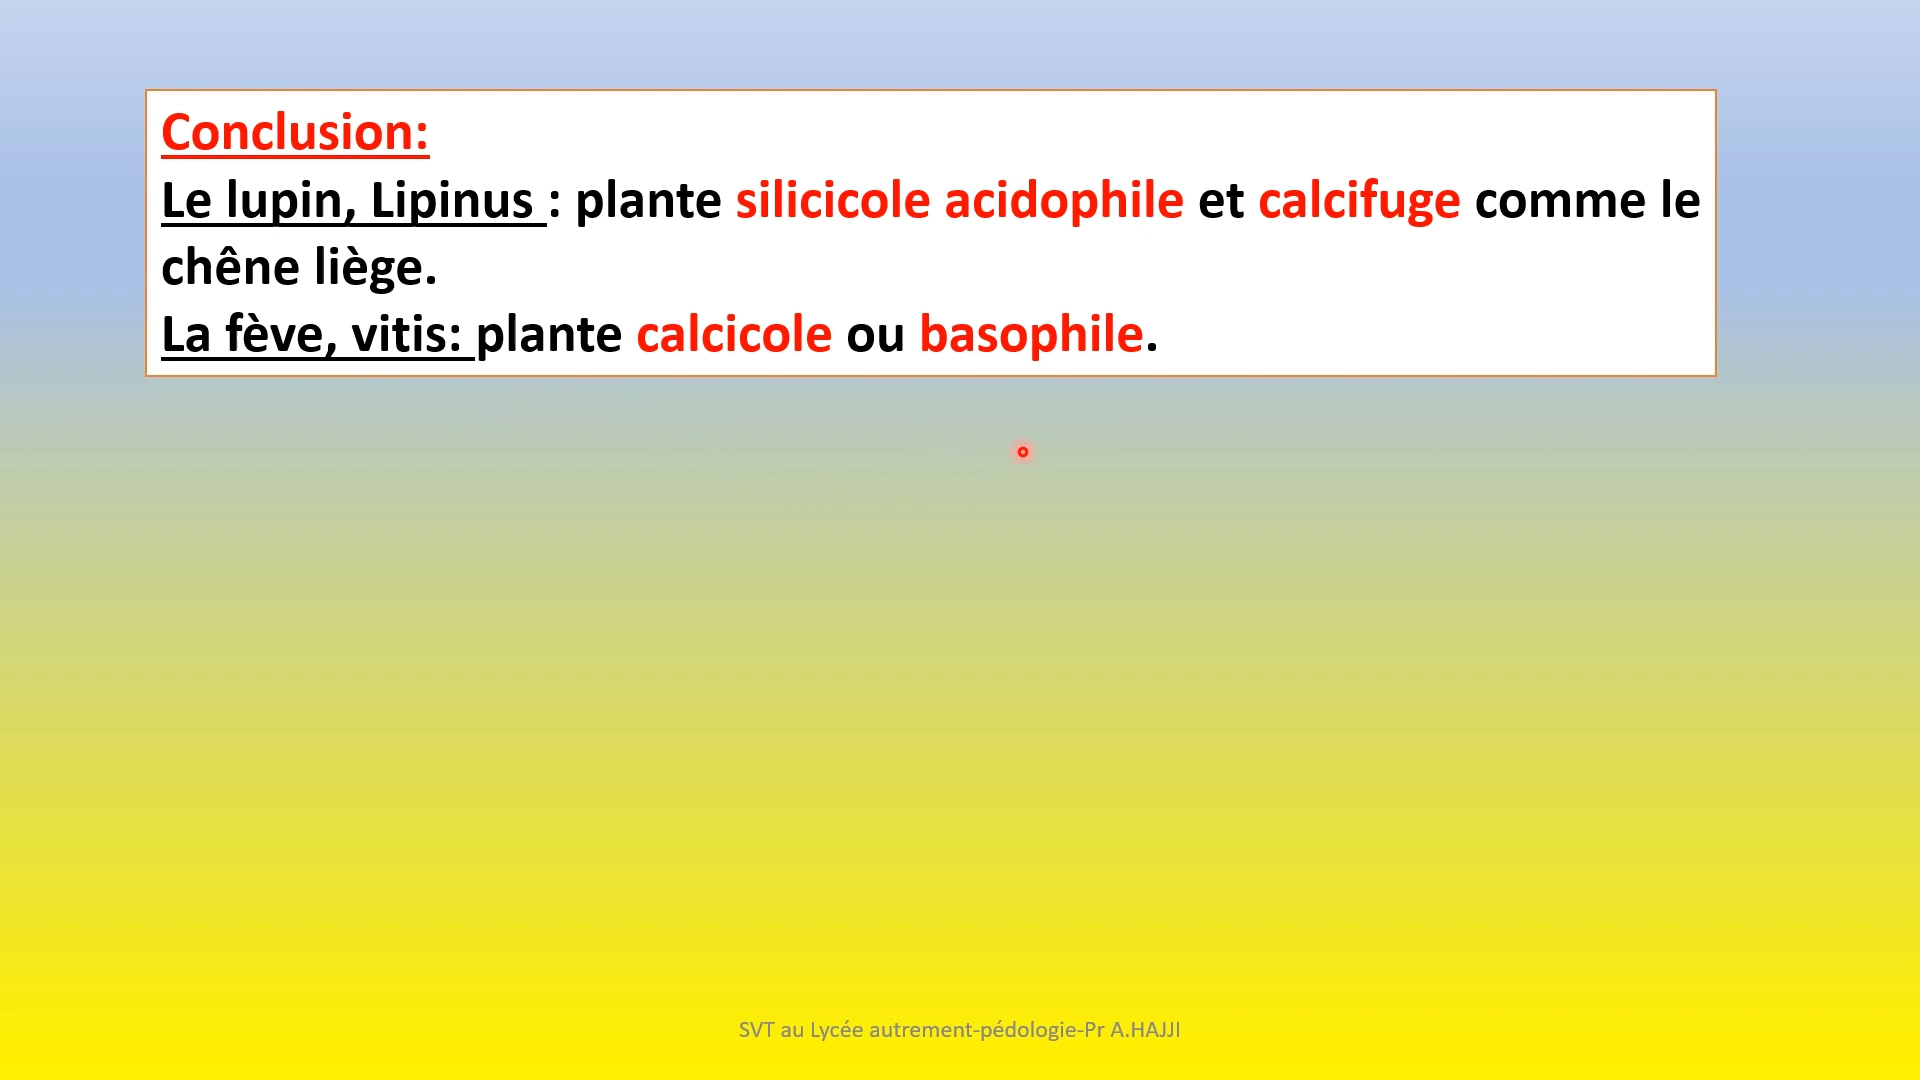 Conclusion:
Le lupin, Lipinus : plante silicicole acidophile et calcifuge comme le
chêne liège.
La fève, vitis: plante calcicole ou basophile.
SVT au Lycée autrement-pédologie-Pr A.HAJJI